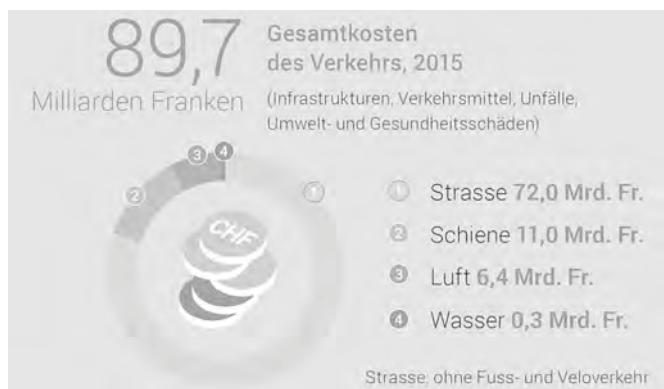 89,7
Milliarden Franken
Gesamtkosten
des Verkehrs, 2015
(Infrastrukturen, Verkehrsmittel, Unfälle,
Umwelt- und Gesundheitsschäden)
3 4
2
1
CHF
1 Strasse 72,0 Mrd. Fr.
2 Schiene 11,0 Mrd. Fr.
3 Luft 6,4 Mrd. Fr.
4 Wasser 0,3 Mrd. Fr.
Strasse: ohne Fuss- und Veloverkehr